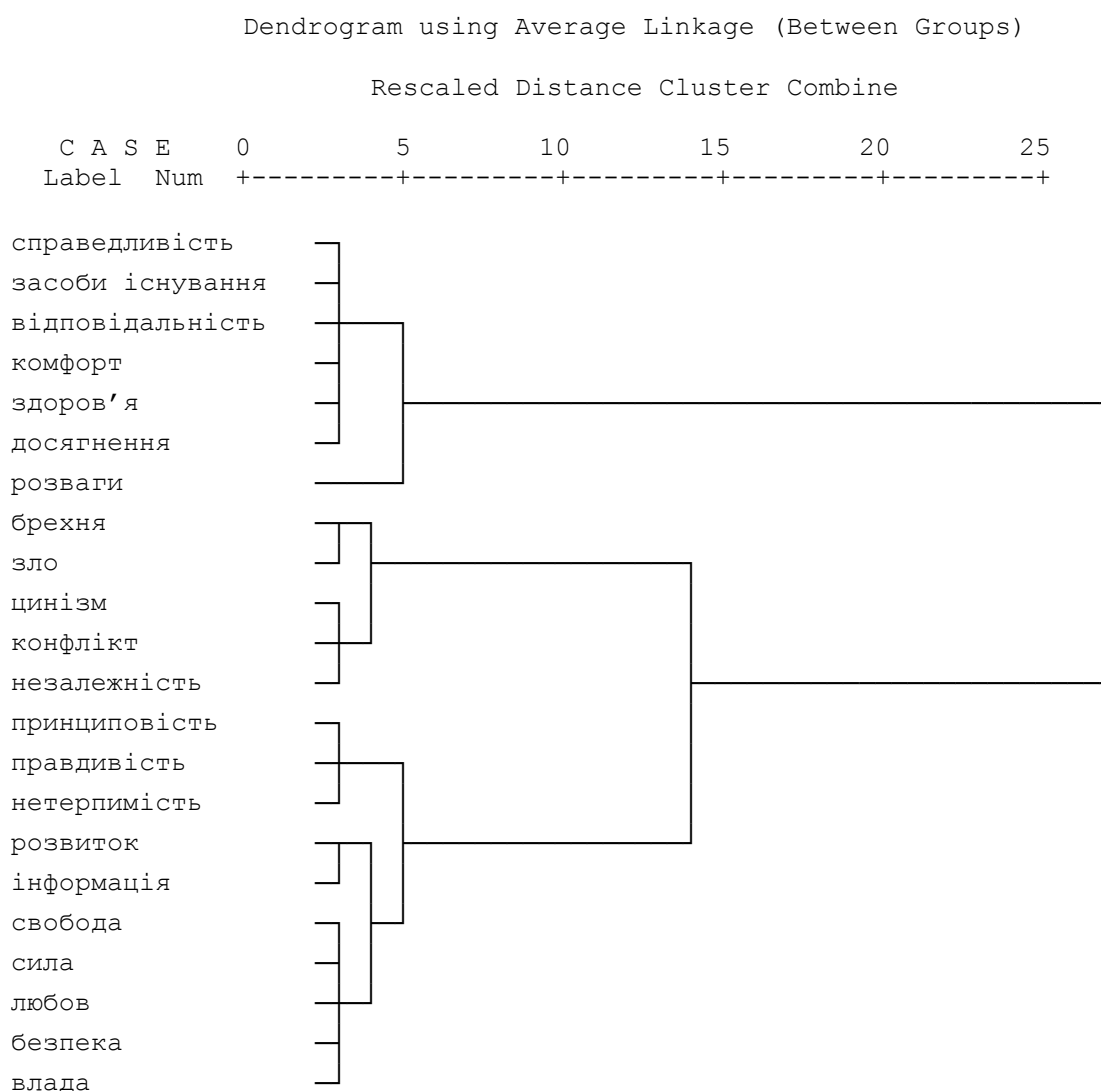 Dendrogram using Average Linkage (Between Groups)
Rescaled Distance Cluster Combine
C A S E 0 5 10 15 20 25
Label Num +---------+---------+---------+---------+---------+
справедливість
засоби існування
відповідальність
комфорт
здоров’я
досягнення
розваги
брехня
зло
цинізм
конфлікт
незалежність
принциповість
правдивість
нетерпимість
розвиток
інформація
свобода
сила
любов
безпека
влада